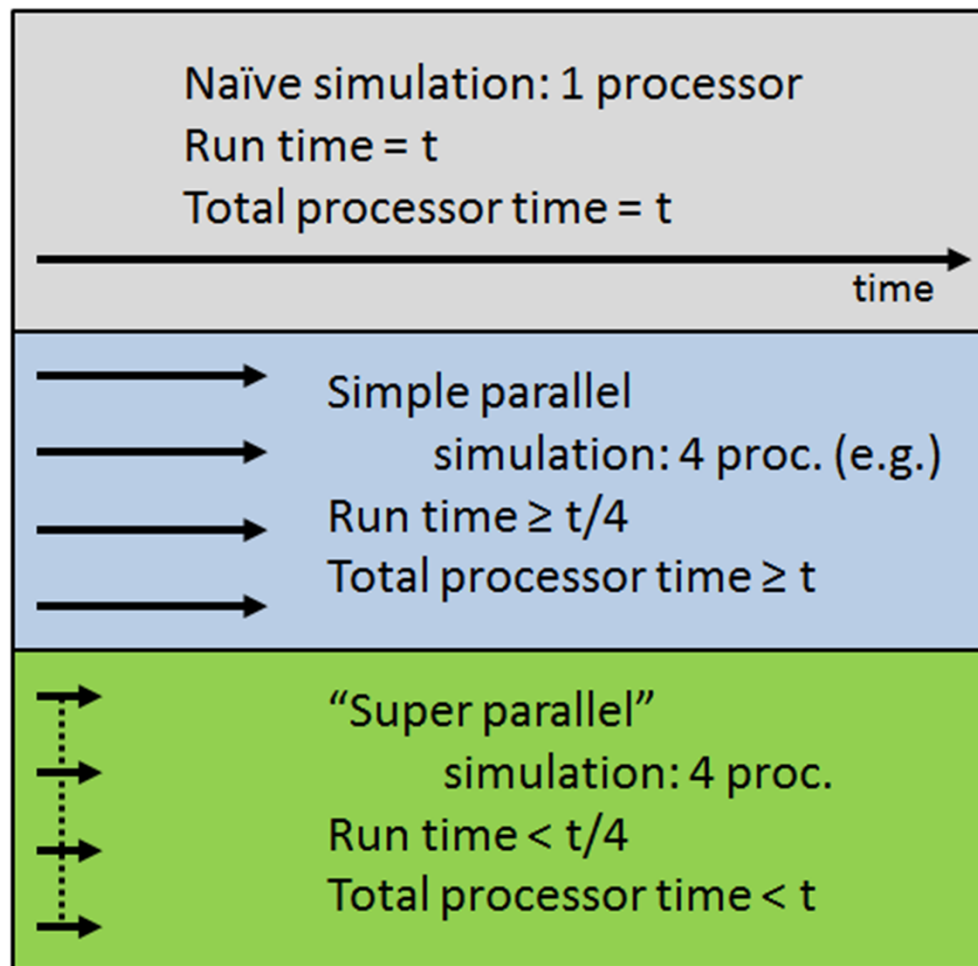 Naïve simulation: 1 processor
Run time = t
Total processor time = t
time
Simple parallel
simulation: 4 proc. (e.g.)
Run time ≥ t/4
Total processor time ≥ t
“Super parallel”
simulation: 4 proc.
Run time < t/4
Total processor time < t